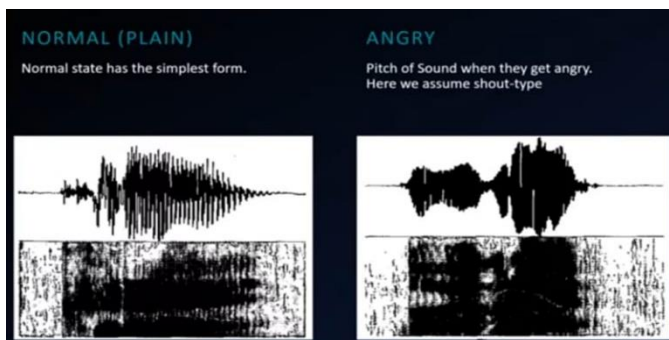 NORMAL (PLAIN)
Normal state has the simplest form.
ANGRY
Pitch of Sound when they get angry.
Here we assume shout-type